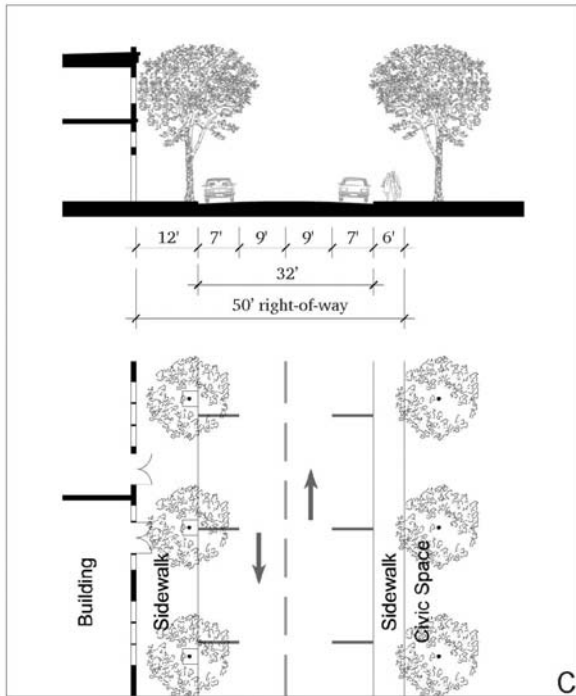 12' 7' 9' 9' 7' 6'
32'
50' right-of-way
Building
Sidewalk
Sidewalk
Civic Space
C